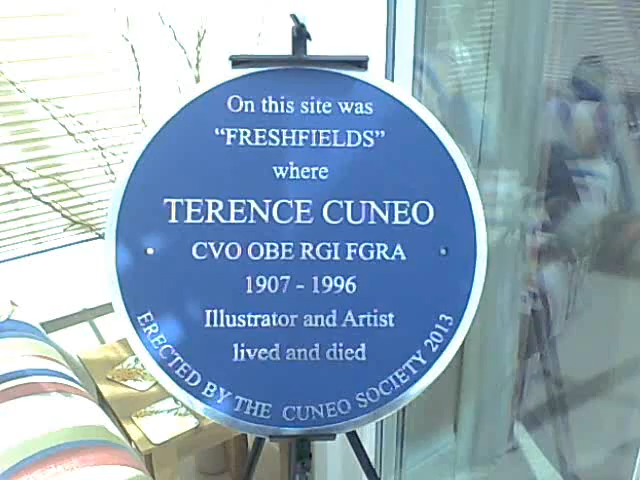 On this site was
"FRESHFIELDS"
where
TERENCE CUNEO
CVO OBE RGI FGRA
1907 - 1996
Illustrator and Artist
lived and died
ERECTED BY THE CUNEO SOCIETY 2013